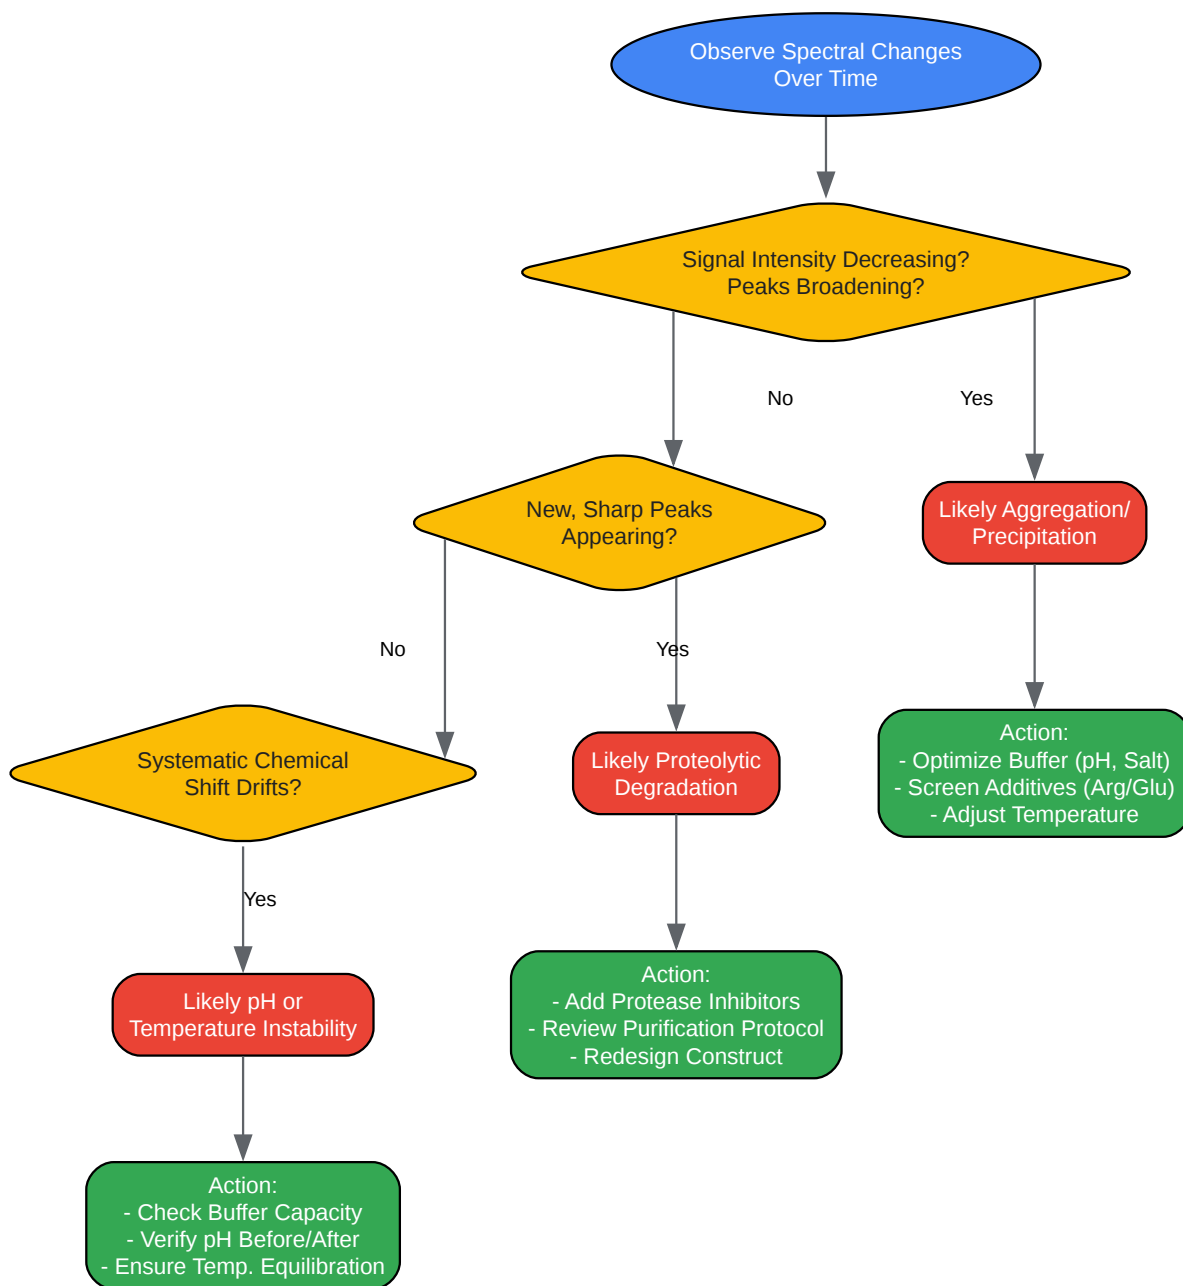 Observe Spectral Changes
Over Time
Signal Intensity Decreasing?
Peaks Broadening?
No
Yes
New, Sharp Peaks
Appearing?
Likely Aggregation/
Precipitation
No
Yes
Systematic Chemical
Shift Drifts?
Likely Proteolytic
Degradation
Action:
- Optimize Buffer (pH, Salt)
- Screen Additives (Arg/Glu)
- Adjust Temperature
Yes
Likely pH or
Temperature Instability
Action:
- Add Protease Inhibitors
- Review Purification Protocol
- Redesign Construct
Action:
- Check Buffer Capacity
- Verify pH Before/After
- Ensure Temp. Equilibration